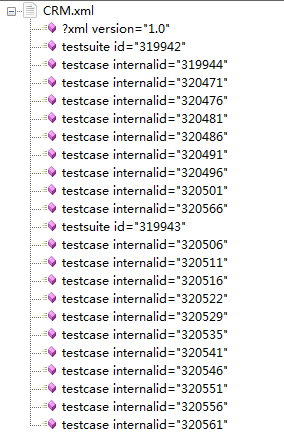 CRM.xml
?xml version="1.0"
testsuite id="319942"
testcase internalid="319944"
testcase internalid="320471"
testcase internalid="320476"
testcase internalid="320481"
testcase internalid="320486"
testcase internalid="320491"
testcase internalid="320496"
testcase internalid="320501"
testcase internalid="320566"
testsuite id="319943"
testcase internalid="320506"
testcase internalid="320511"
testcase internalid="320516"
testcase internalid="320522"
testcase internalid="320529"
testcase internalid="320535"
testcase internalid="320541"
testcase internalid="320546"
testcase internalid="320551"
testcase internalid="320556"
testcase internalid="320561"